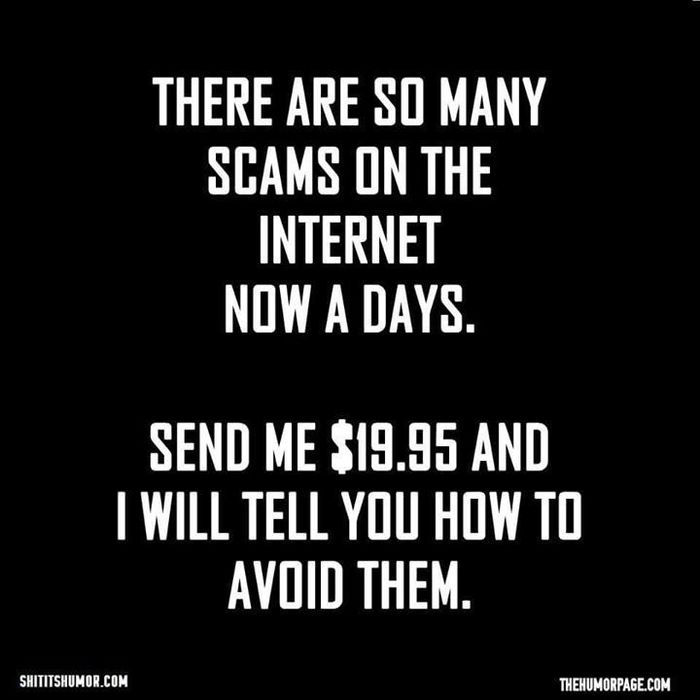 THERE ARE SO MANY
SCAMS ON THE
INTERNET
NOW A DAYS.
SEND ME $19.95 AND
I WILL TELL YOU HOW TO
AVOID THEM.
SHITITSHUMOR.COM
THEHUMORPAGE.COM